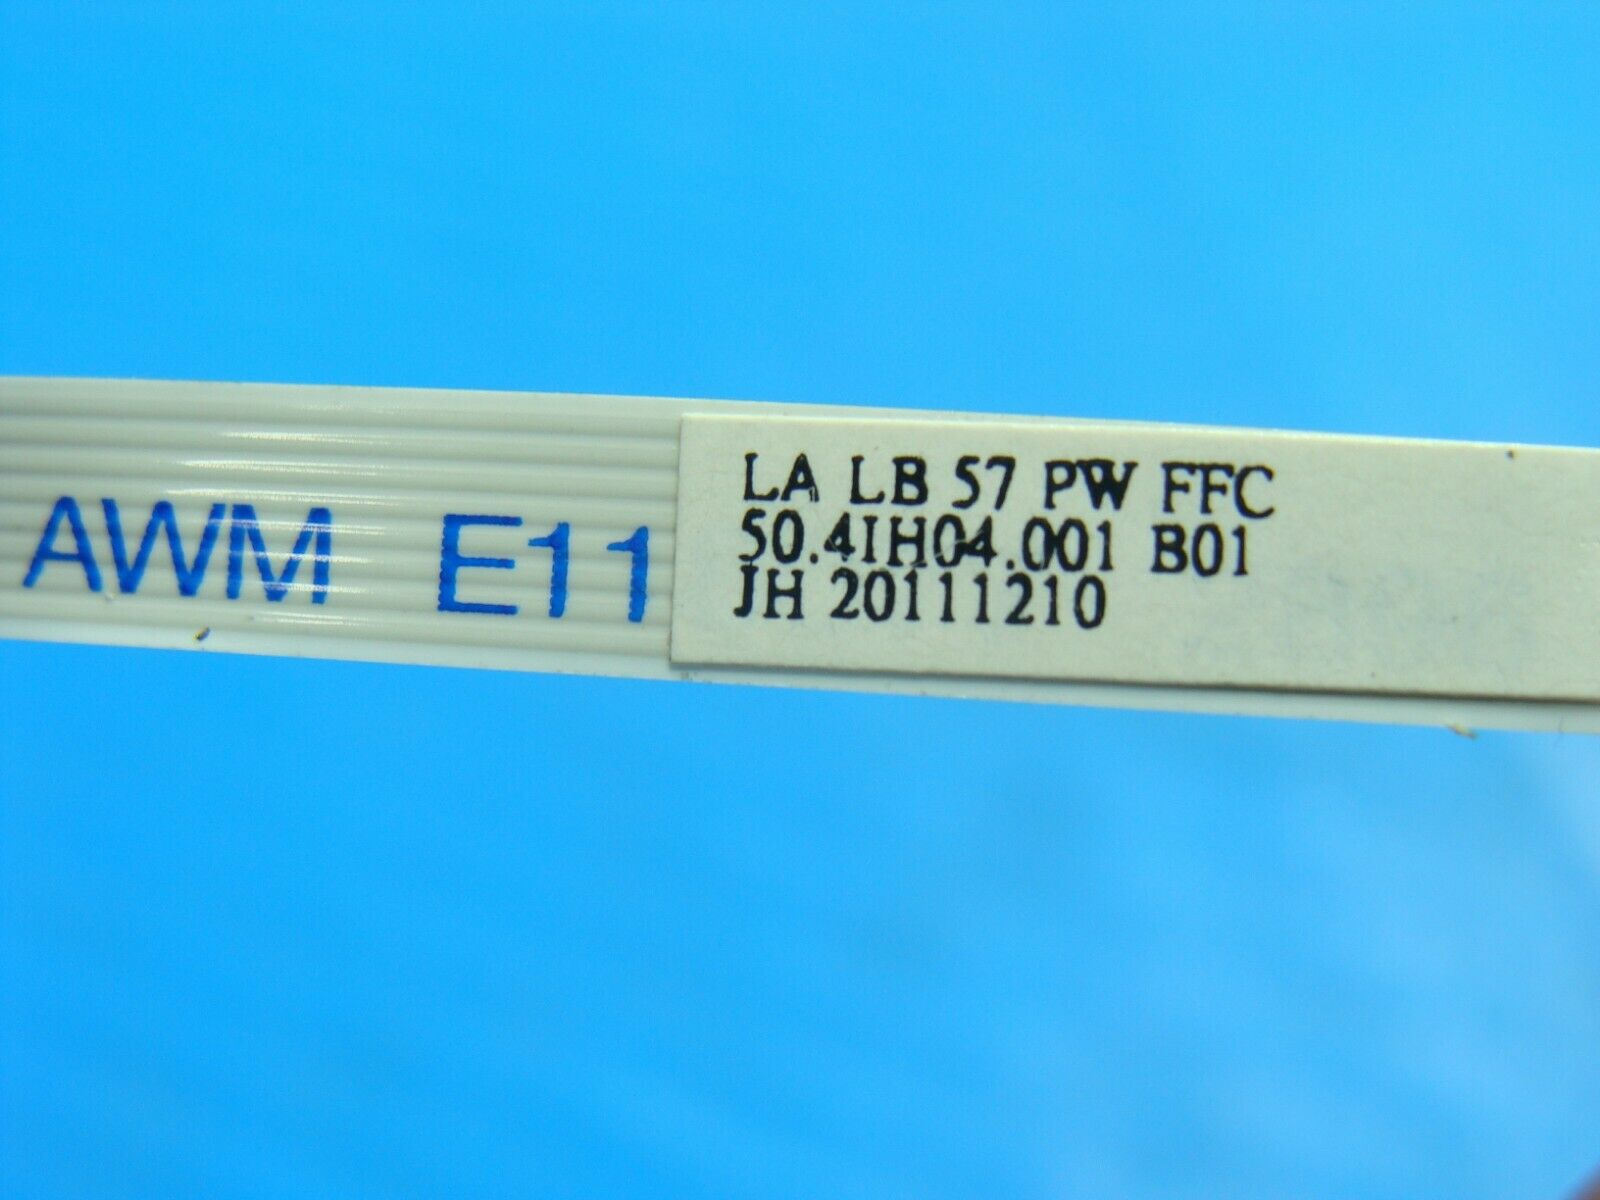 AWM E11
LA LB 57 PW FFC
50.4IH04.001 B01
JH 20111210